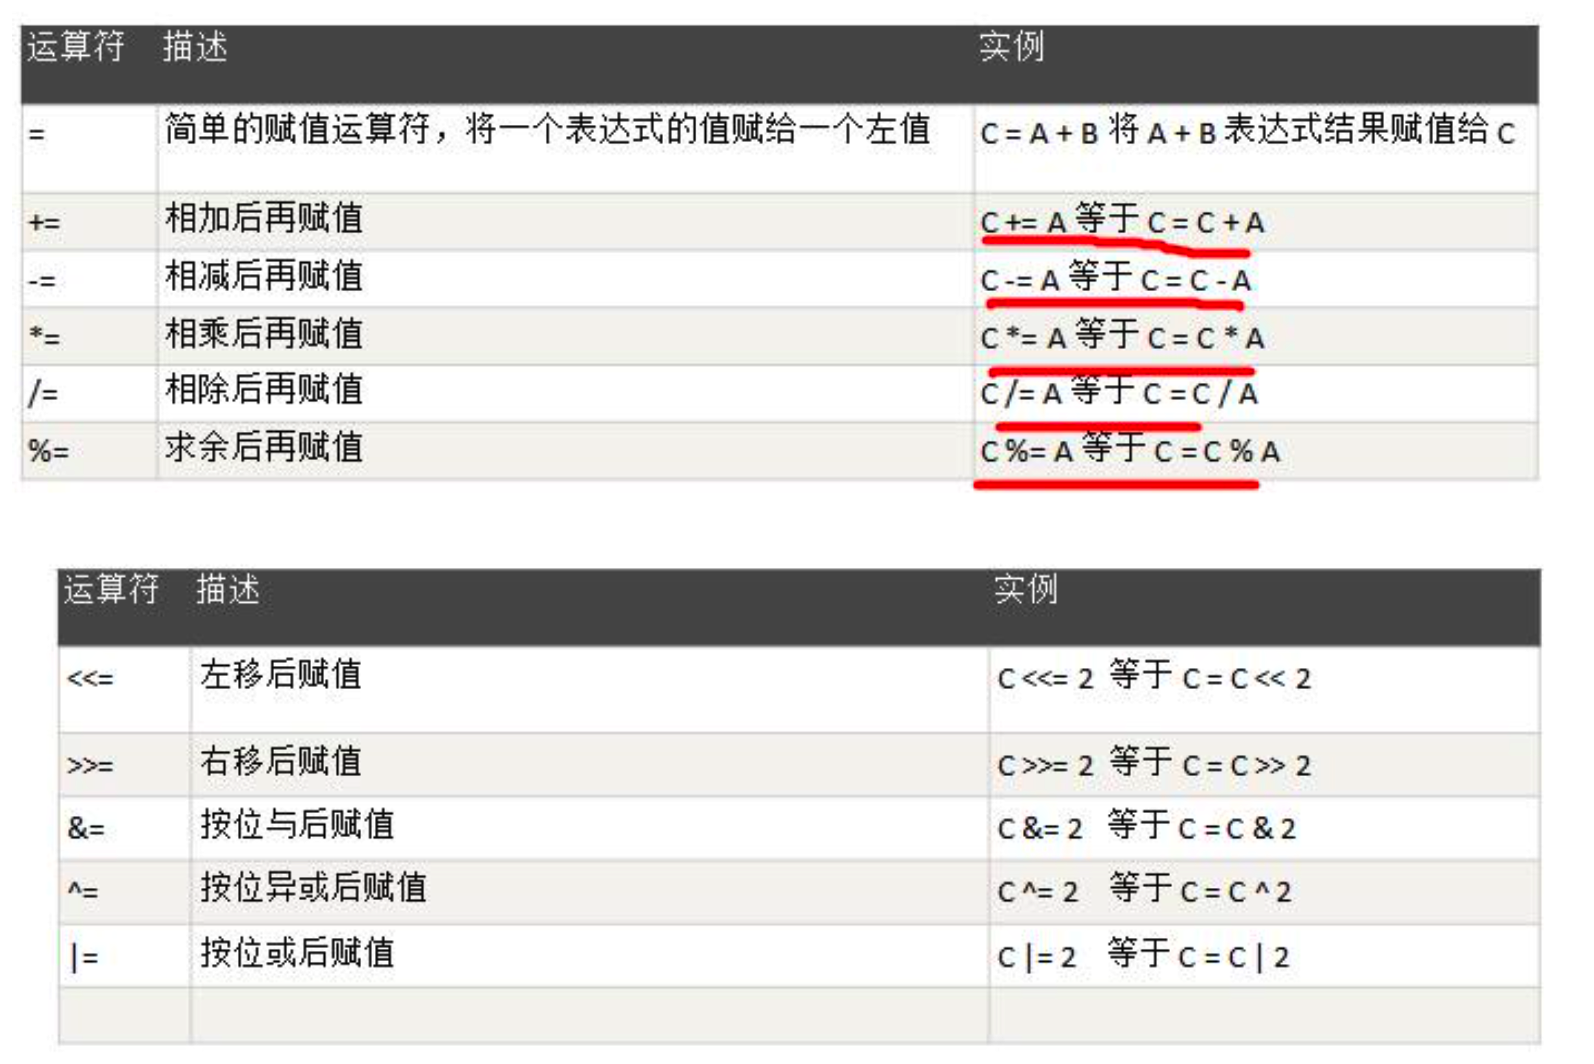 运算符 描述 实例
= 简单的赋值运算符，将一个表达式的值赋给一个左值 C = A + B 将 A + B 表达式结果赋值给 C
+= 相加后再赋值 C += A 等于 C = C + A
-= 相减后再赋值 C -= A 等于 C = C - A
*= 相乘后再赋值 C *= A 等于 C = C * A
/= 相除后再赋值 C /= A 等于 C = C / A
%= 求余后再赋值 C %= A 等于 C = C % A
运算符 描述 实例
<<= 左移后赋值 C <<= 2 等于 C = C << 2
>>= 右移后赋值 C >>= 2 等于 C = C >> 2
&= 按位与后赋值 C &= 2 等于 C = C & 2
^= 按位异或后赋值 C ^= 2 等于 C = C ^ 2
|= 按位或后赋值 C |= 2 等于 C = C | 2